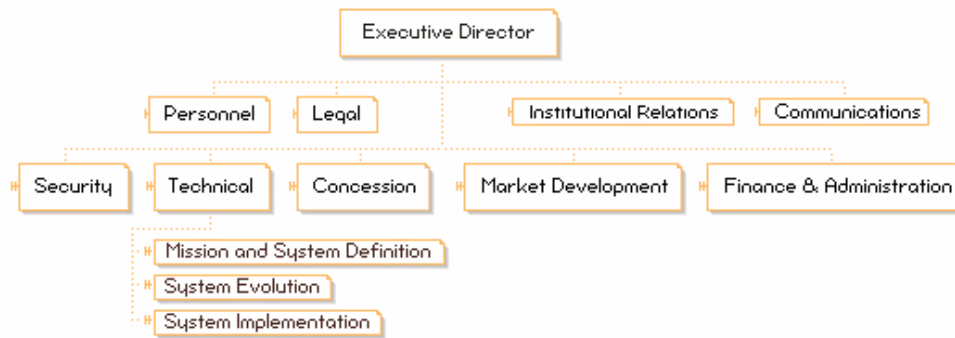 Executive Director
Personnel
Legal
Institutional Relations
Communications
Security
Technical
Concession
Market Development
Finance & Administration
Mission and System Definition
System Evolution
System Implementation